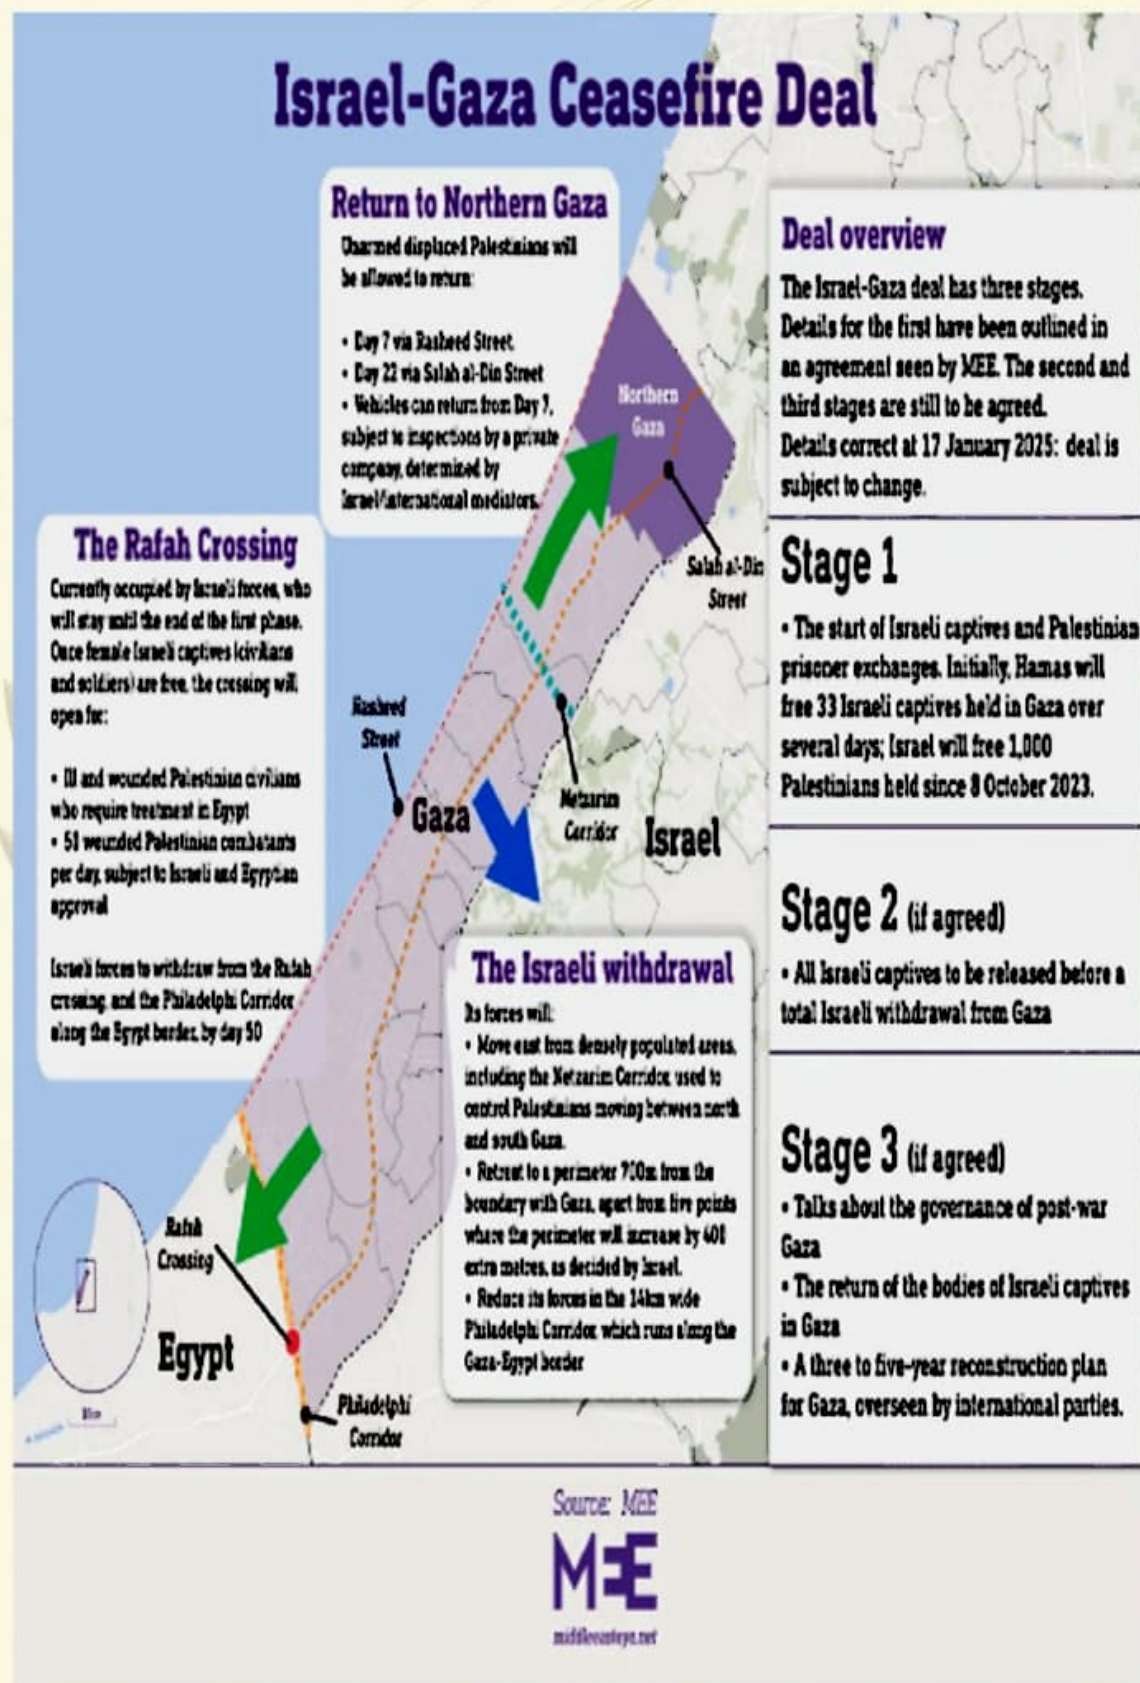 Israel-Gaza Ceasefire Deal
Return to Northern Gaza
Unarmed displaced Palestinians will
be allowed to return:
• Day 7 via Rasheed Street
• Day 22 via Salah al-Din Street
• Vehicles can return from Day 7,
subject to inspections by a private
company, determined by
Israel/international mediators.
The Rafah Crossing
Currently occupied by Israeli forces, who
will stay until the end of the first phase.
Once female Israeli captives (civilians
and soldiers) are free, the crossing will
open for:
• Ill and wounded Palestinian civilians
who require treatment in Egypt
• wounded Palestinian combatants
per day, subject to Israeli and Egyptian
approval
Israeli forces to withdraw from the Rafah
crossing, and the Philadelphi Corridor
along the Egypt border, by day 50
Northern
Gaza
Salah al-Din
Street
Rasheed
Street
Gaza
Netzarim
Corridor
Israel
The Israeli withdrawal
Its forces will:
• Move east from densely populated areas,
including the Netzarim Corridor, used to
control Palestinians moving between north
and south Gaza.
• Retreat to a perimeter 700m from the
boundary with Gaza, apart from five points
where the perimeter will increase by
extra metres, as decided by Israel.
• Reduce its forces in the 14km wide
Philadelphi Corridor, which runs along the
Gaza-Egypt border
Rafah
Crossing
Egypt
Philadelphi
Corridor
Deal overview
The Israel-Gaza deal has three stages.
Details for the first have been outlined in
an agreement seen by MEE. The second and
third stages are still to be agreed.
Details correct at 17 January 2025: deal is
subject to change.
Stage 1
• The start of Israeli captives and Palestinian
prisoner exchanges. Initially, Hamas will
free 33 Israeli captives held in Gaza over
several days; Israel will free 1,000
Palestinians held since 8 October 2023.
Stage 2 (if agreed)
• All Israeli captives to be released before a
total Israeli withdrawal from Gaza
Stage 3 (if agreed)
• Talks about the governance of post-war
Gaza
• The return of the bodies of Israeli captives
in Gaza
• A three to five-year reconstruction plan
for Gaza, overseen by international parties.
Source: MEE
MEE
middleeasteye.net